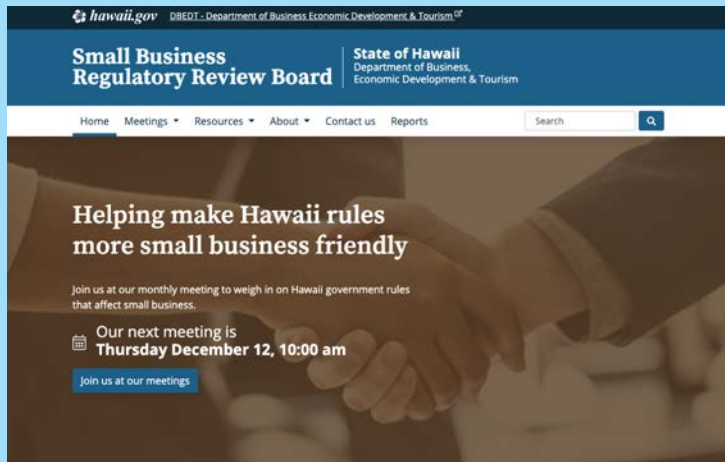 hawaii.gov DBEDT - Department of Business Economic Development & Tourism
Small Business
Regulatory Review Board
State of Hawaii
Department of Business,
Economic Development & Tourism
Home Meetings Resources About Contact us Reports Search
Helping make Hawaii rules
more small business friendly
Join us at our monthly meeting to weigh in on Hawaii government rules
that affect small business.
Our next meeting is
Thursday December 12, 10:00 am
Join us at our meetings